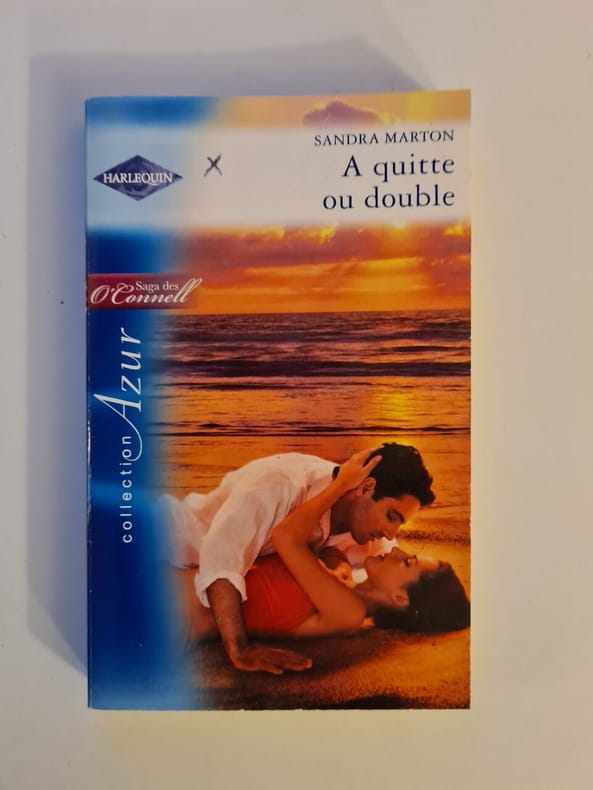 SANDRA MARTON
A quitte
ou double
HARLEQUIN
Saga des
O'Connell
collection Azur